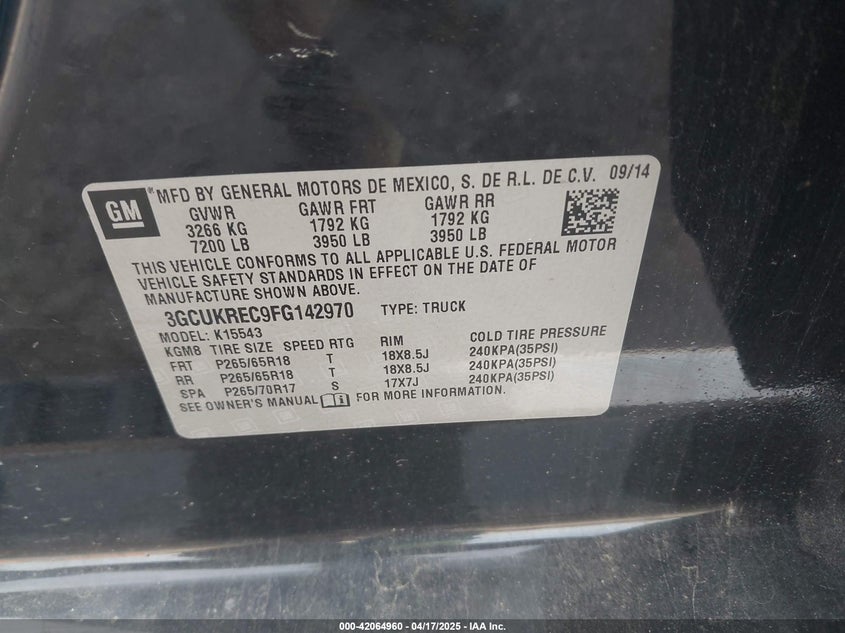 GM
MFD BY GENERAL MOTORS DE MEXICO, S. DE R.L. DE C.V. 09/14
GVWR GAWR FRT GAWR RR
3266 KG 1792 KG 1792 KG
7200 LB 3950 LB 3950 LB
THIS VEHICLE CONFORMS TO ALL APPLICABLE U.S. FEDERAL MOTOR
VEHICLE SAFETY STANDARDS IN EFFECT ON THE DATE OF
MANUFACTURE SHOWN ABOVE.
3GCUKREC9FG142970 TYPE: TRUCK
MODEL: K15543
KGM8 TIRE SIZE SPEED RTG RIM COLD TIRE PRESSURE
FRT P265/65R18 T 18X8.5J 240KPA(35PSI)
RR P265/65R18 T 18X8.5J 240KPA(35PSI)
SPA P265/70R17 S 17X7J 240KPA(35PSI)
SEE OWNER'S MANUAL FOR MORE INFORMATION.
000-42064960 - 04/17/2025 - IAA Inc.